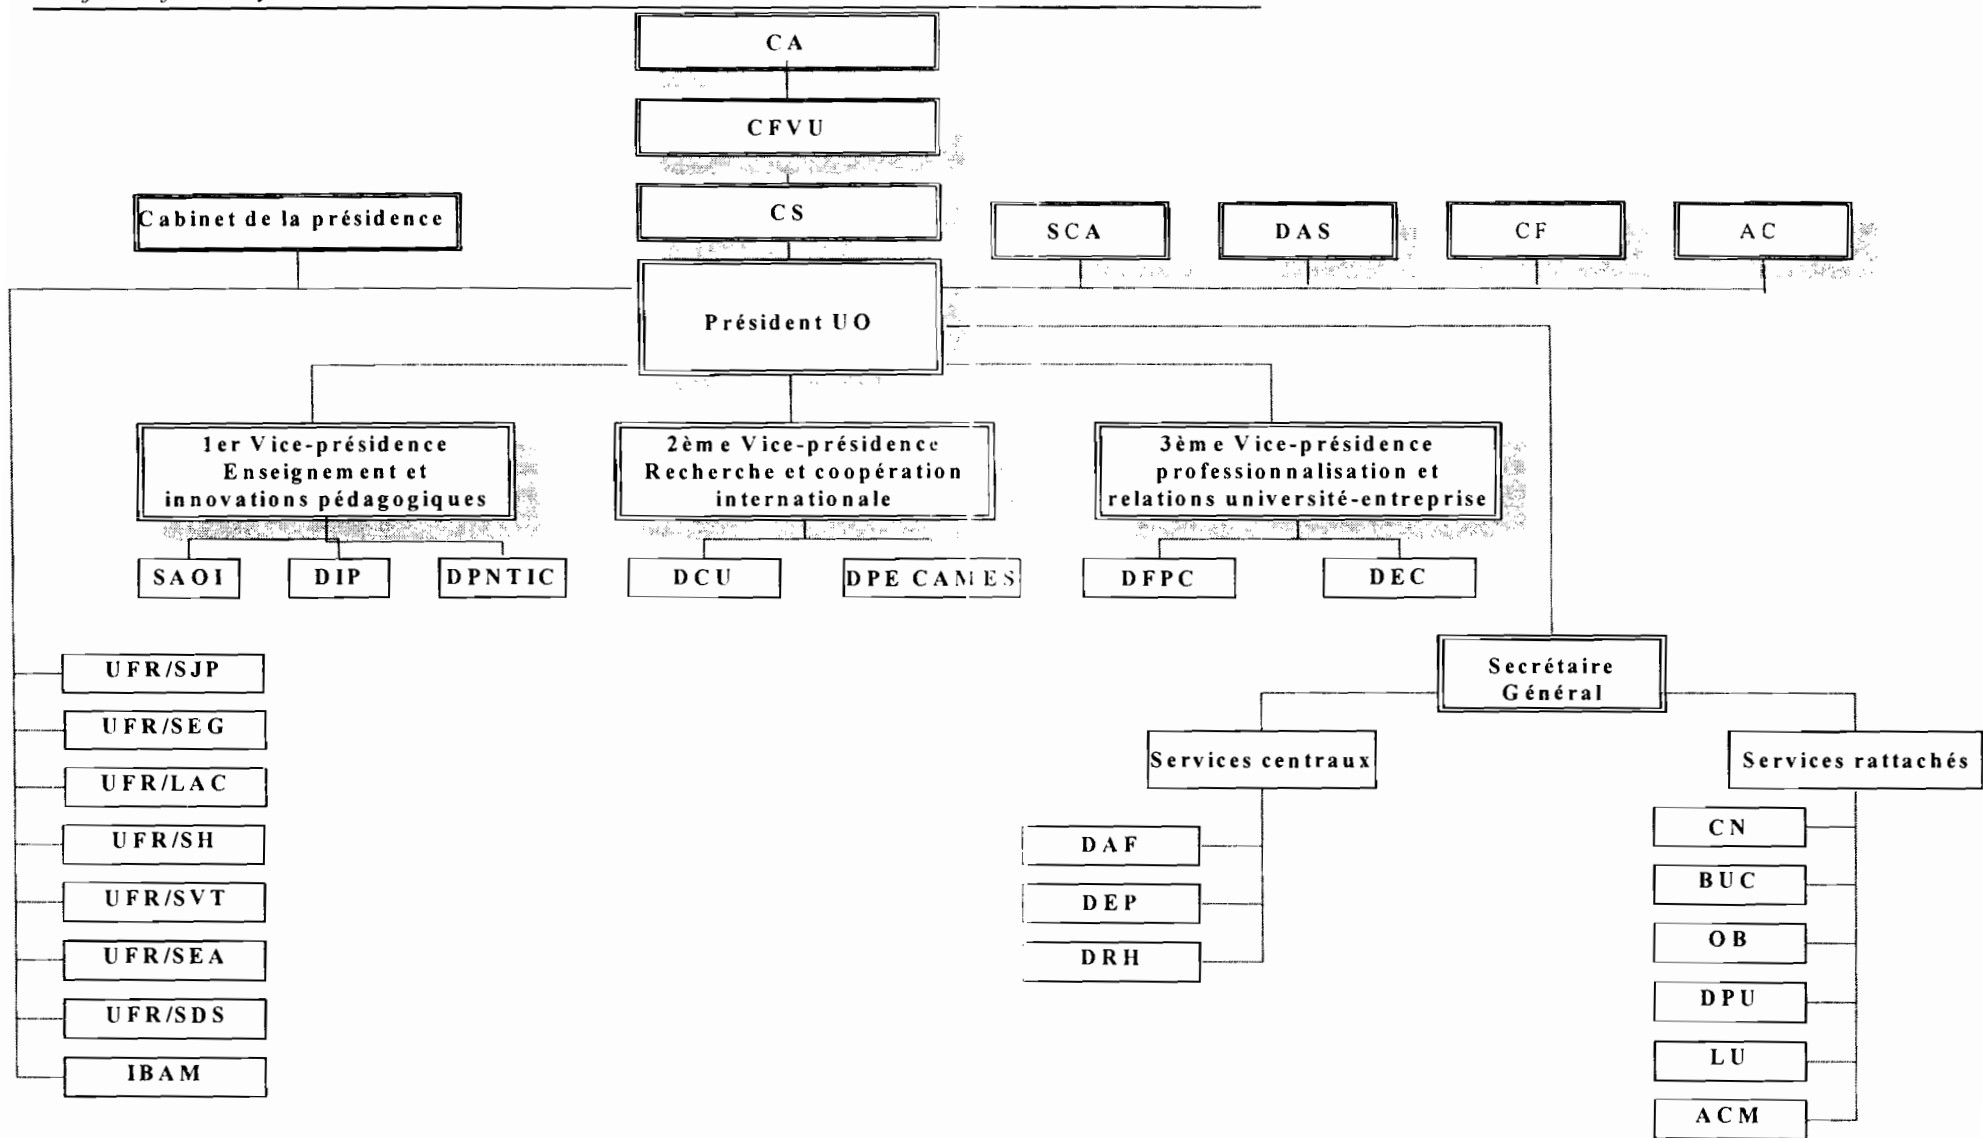 CA
CFVU
CS
Cabinet de la présidence
SCA
DAS
CF
AC
Président UO
1er Vice-présidence
Enseignement et
innovations pédagogiques
2ème Vice-présidence
Recherche et coopération
internationale
3ème Vice-présidence
professionnalisation et
relations université-entreprise
SAOI
DIP
DPNTIC
DCU
DPE CAMES
DFPC
DEC
UFR/SJP
UFR/SEG
UFR/LAC
UFR/SH
UFR/SVT
UFR/SEA
UFR/SDS
IBAM
Secrétaire
Général
Services centraux
Services rattachés
DAF
DEP
DRH
CN
BUC
OB
DPU
LU
ACM